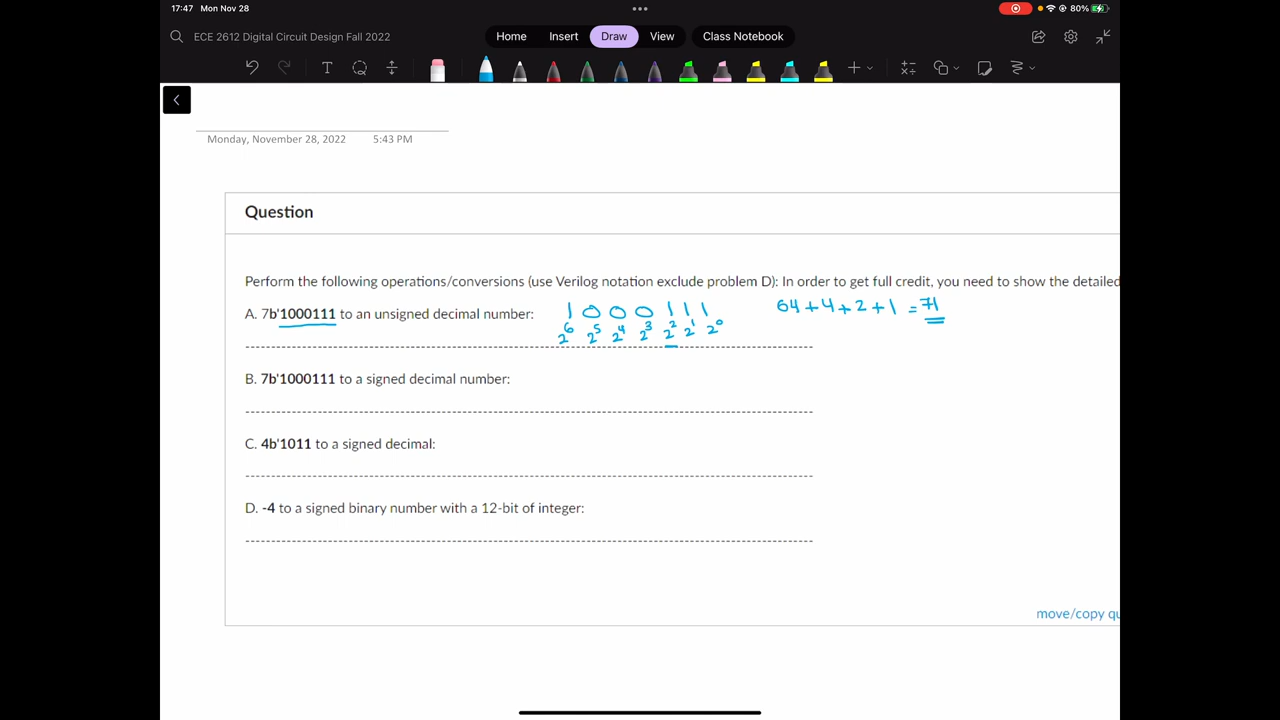 17:47 Mon Nov 28 80%
ECE 2612 Digital Circuit Design Fall 2022 Home Insert Draw View Class Notebook
Monday, November 28, 2022 5:43 PM
Question
Perform the following operations/conversions (use Verilog notation exclude problem D): In order to get full credit, you need to show the detailed
A. 7b'1000111 to an unsigned decimal number: 1 0 0 0 1 1 1 64+4+2+1=71
2^6 2^5 2^4 2^3 2^2 2^1 2^0
B. 7b'1000111 to a signed decimal number:
C. 4b'1011 to a signed decimal:
D. -4 to a signed binary number with a 12-bit of integer:
move/copy qu